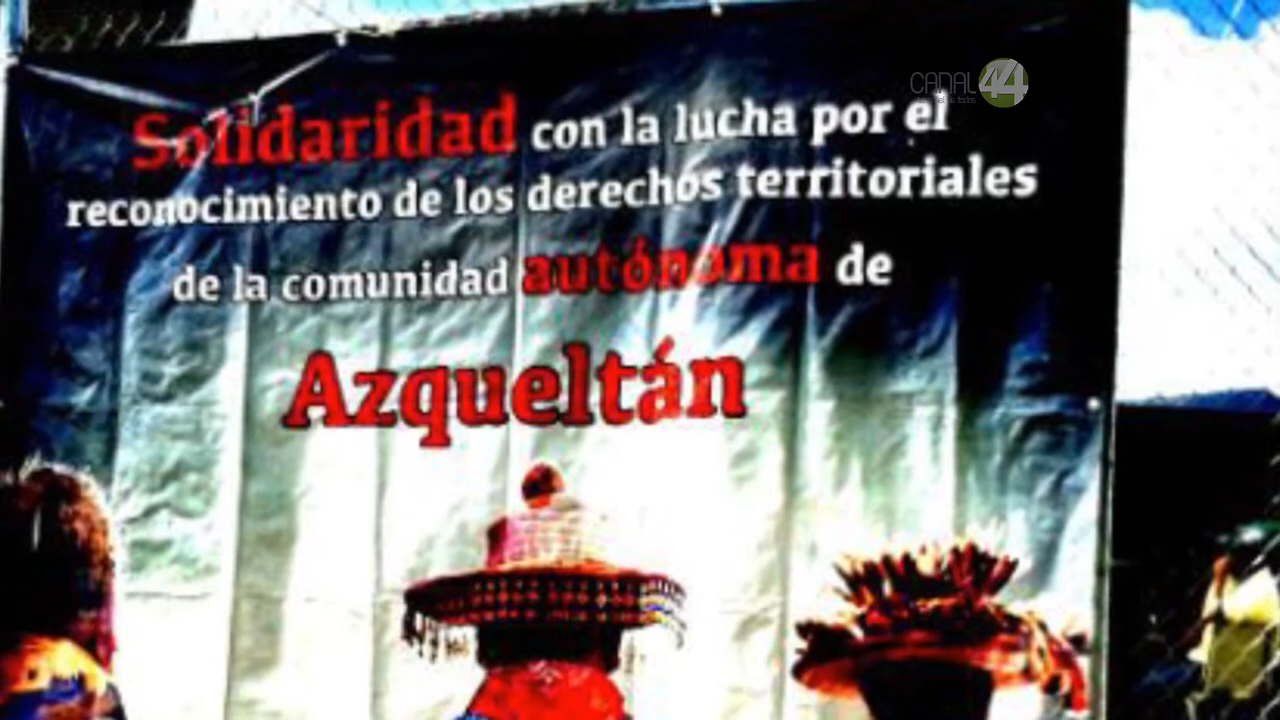 CANAL 44
Solidaridad con la lucha por el
reconocimiento de los derechos territoriales
de la comunidad autónoma de
Azqueltán